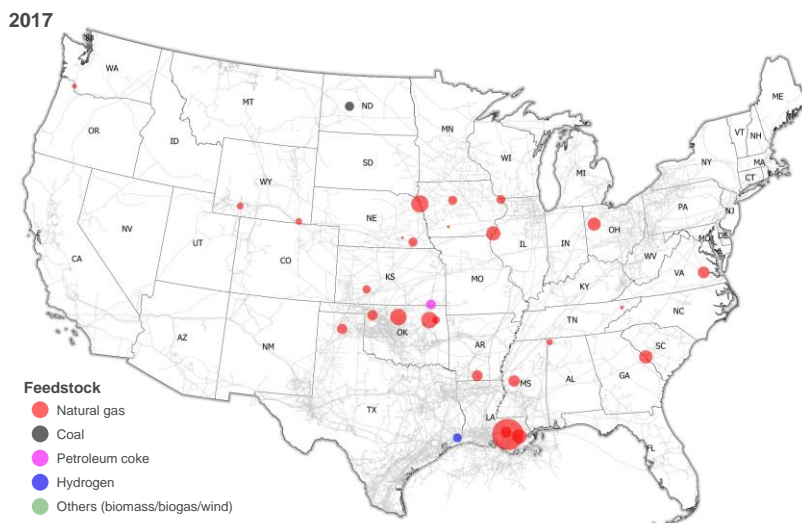 2017
WA
MT
ND
MN
ME
OR
ID
WY
SD
WI
MI
VT
NH
NY
MA
CT
NV
UT
CO
NE
IL
IN
OH
PA
NJ
MD
DE
CA
KS
MO
WV
KY
VA
AZ
NM
OK
AR
TN
NC
SC
TX
LA
MS
AL
GA
FL
Feedstock
Natural gas
Coal
Petroleum coke
Hydrogen
Others (biomass/biogas/wind)